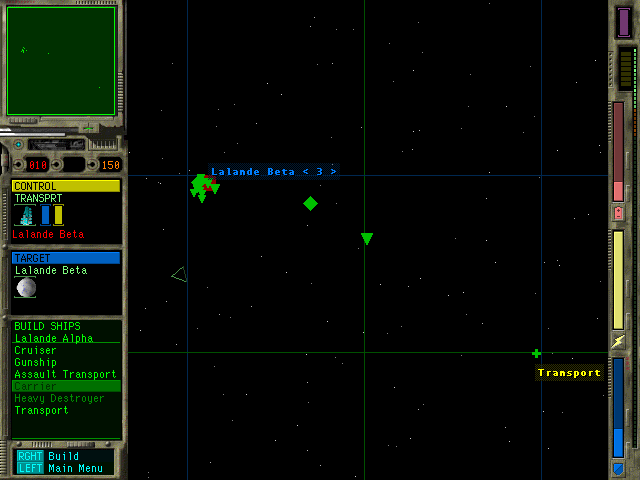 010 150
CONTROL
TRANSPRT
Lalande Beta
TARGET
Lalande Beta
BUILD SHIPS
Lalande Alpha
Cruiser
Gunship
Assault Transport
Carrier
Heavy Destroyer
Transport
RGHT Build
LEFT Main Menu
Lalande Beta < 3 >
Transport